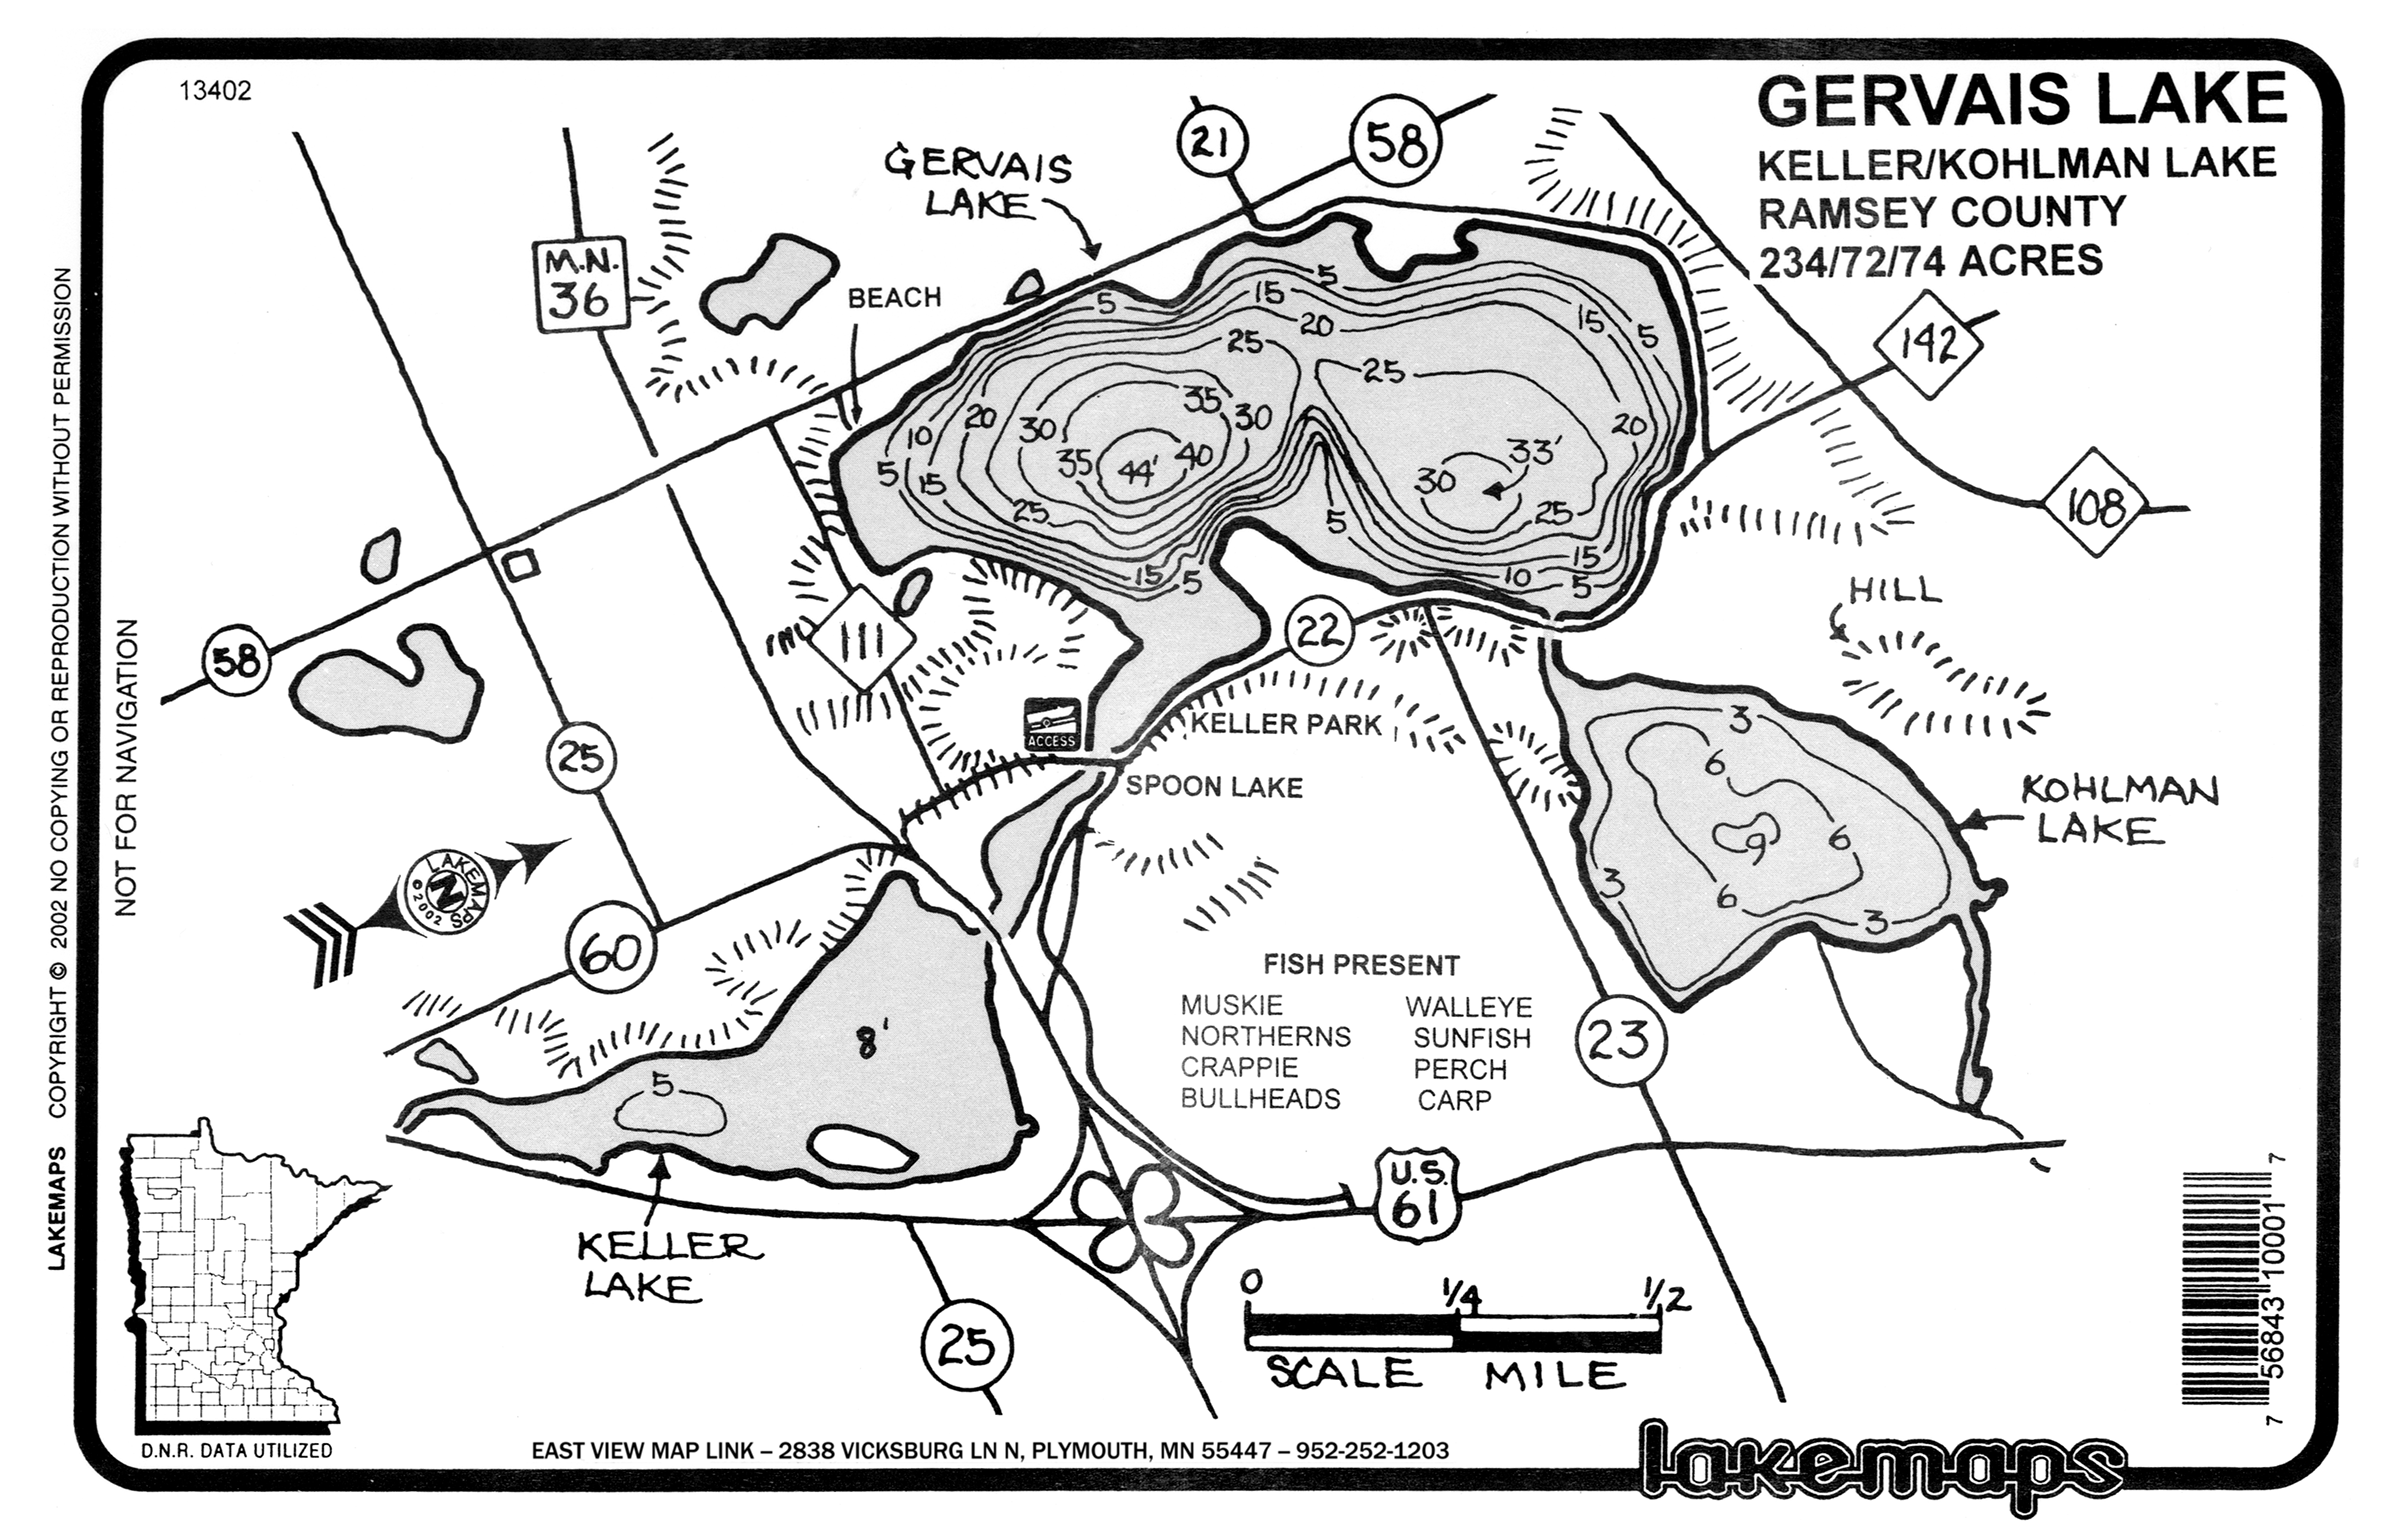 13402
GERVAIS LAKE
KELLER/KOHLMAN LAKE
RAMSEY COUNTY
234/72/74 ACRES
GERVAIS
LAKE
21
58
M.N.
36
BEACH
142
108
5
15
5
20
15
5
25
25
35
30
20
10
30
20
5
15
35
44'
40
33'
30
25
25
5
15
5
15
10
5
HILL
58
111
22
ACCESS
KELLER PARK
SPOON LAKE
25
3
6
9
6
6
3
3
KOHLMAN
LAKE
LAKEMAPS
N
© 2002
60
8'
5
KELLER
LAKE
FISH PRESENT
MUSKIE WALLEYE
NORTHERNS SUNFISH
CRAPPIE PERCH
BULLHEADS CARP
23
U.S.
61
25
0 1/4 1/2
SCALE MILE
D.N.R. DATA UTILIZED
EAST VIEW MAP LINK – 2838 VICKSBURG LN N, PLYMOUTH, MN 55447 – 952-252-1203
lakemaps
7 56843 10001 7
NOT FOR NAVIGATION
LAKEMAPS COPYRIGHT © 2002 NO COPYING OR REPRODUCTION WITHOUT PERMISSION